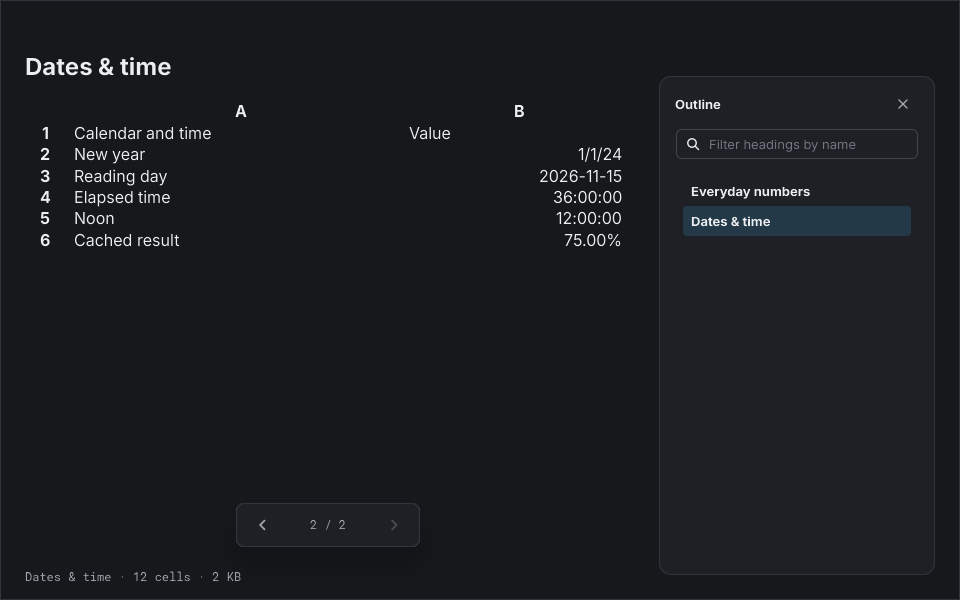 Dates & time
A B
1 Calendar and time Value
2 New year 1/1/24
3 Reading day 2026-11-15
4 Elapsed time 36:00:00
5 Noon 12:00:00
6 Cached result 75.00%
2 / 2
Dates & time · 12 cells · 2 KB
Outline
Filter headings by name
Everyday numbers
Dates & time